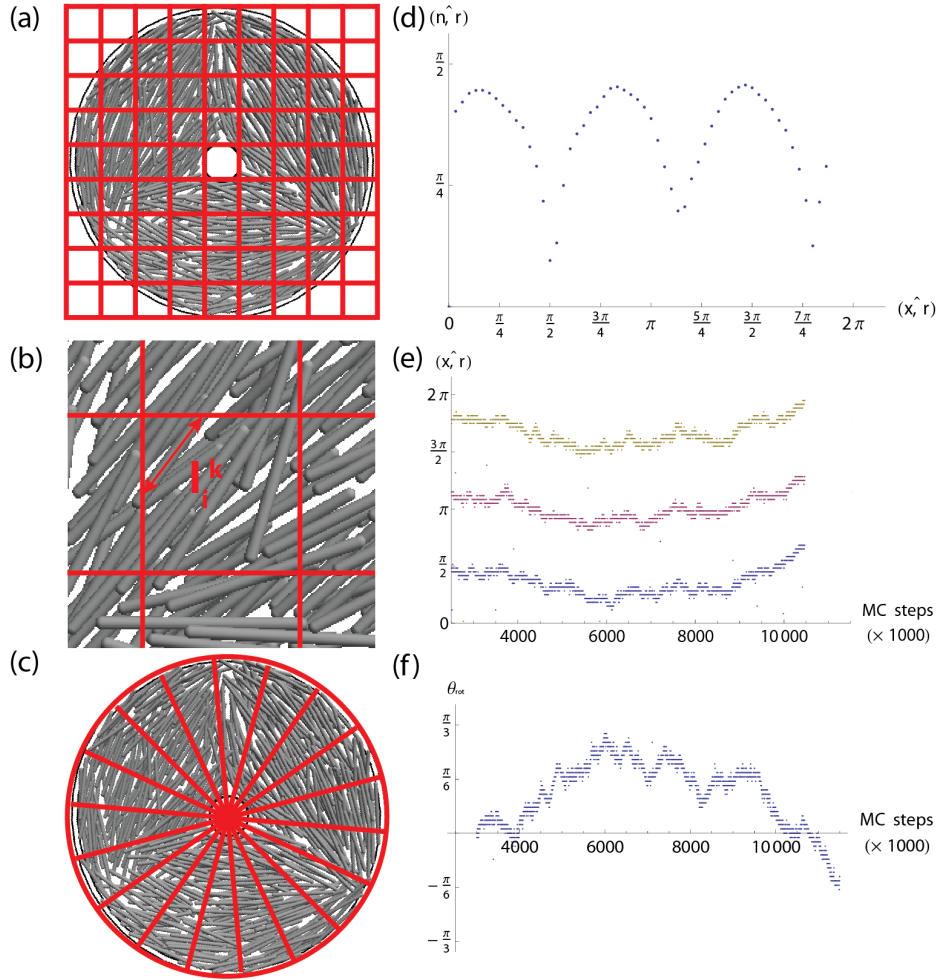 (a)
(b)
l_i^k
(c)
(d)
(n,^r)
π/2
π/4
0 π/4 π/2 3π/4 π 5π/4 3π/2 7π/4 2π
(x,^r)
(e)
(x,^r)
2π
3π/2
π
π/2
0
4000 6000 8000 10000
MC steps
(× 1000)
(f)
θrot
π/3
π/6
4000 6000 8000 10000
MC steps
(× 1000)
−π/6
−π/3